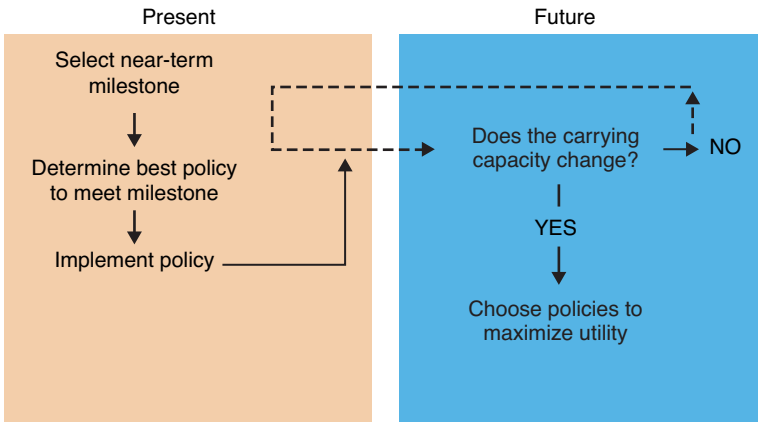 Present
Select near-term
milestone
Determine best policy
to meet milestone
Implement policy
Future
Does the carrying
capacity change?
NO
YES
Choose policies to
maximize utility